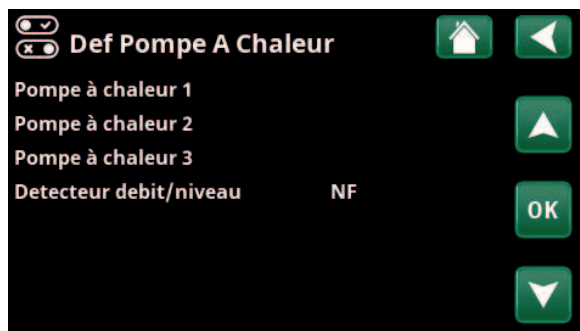 Def Pompe A Chaleur
Pompe à chaleur 1
Pompe à chaleur 2
Pompe à chaleur 3
Detecteur debit/niveau NF
OK